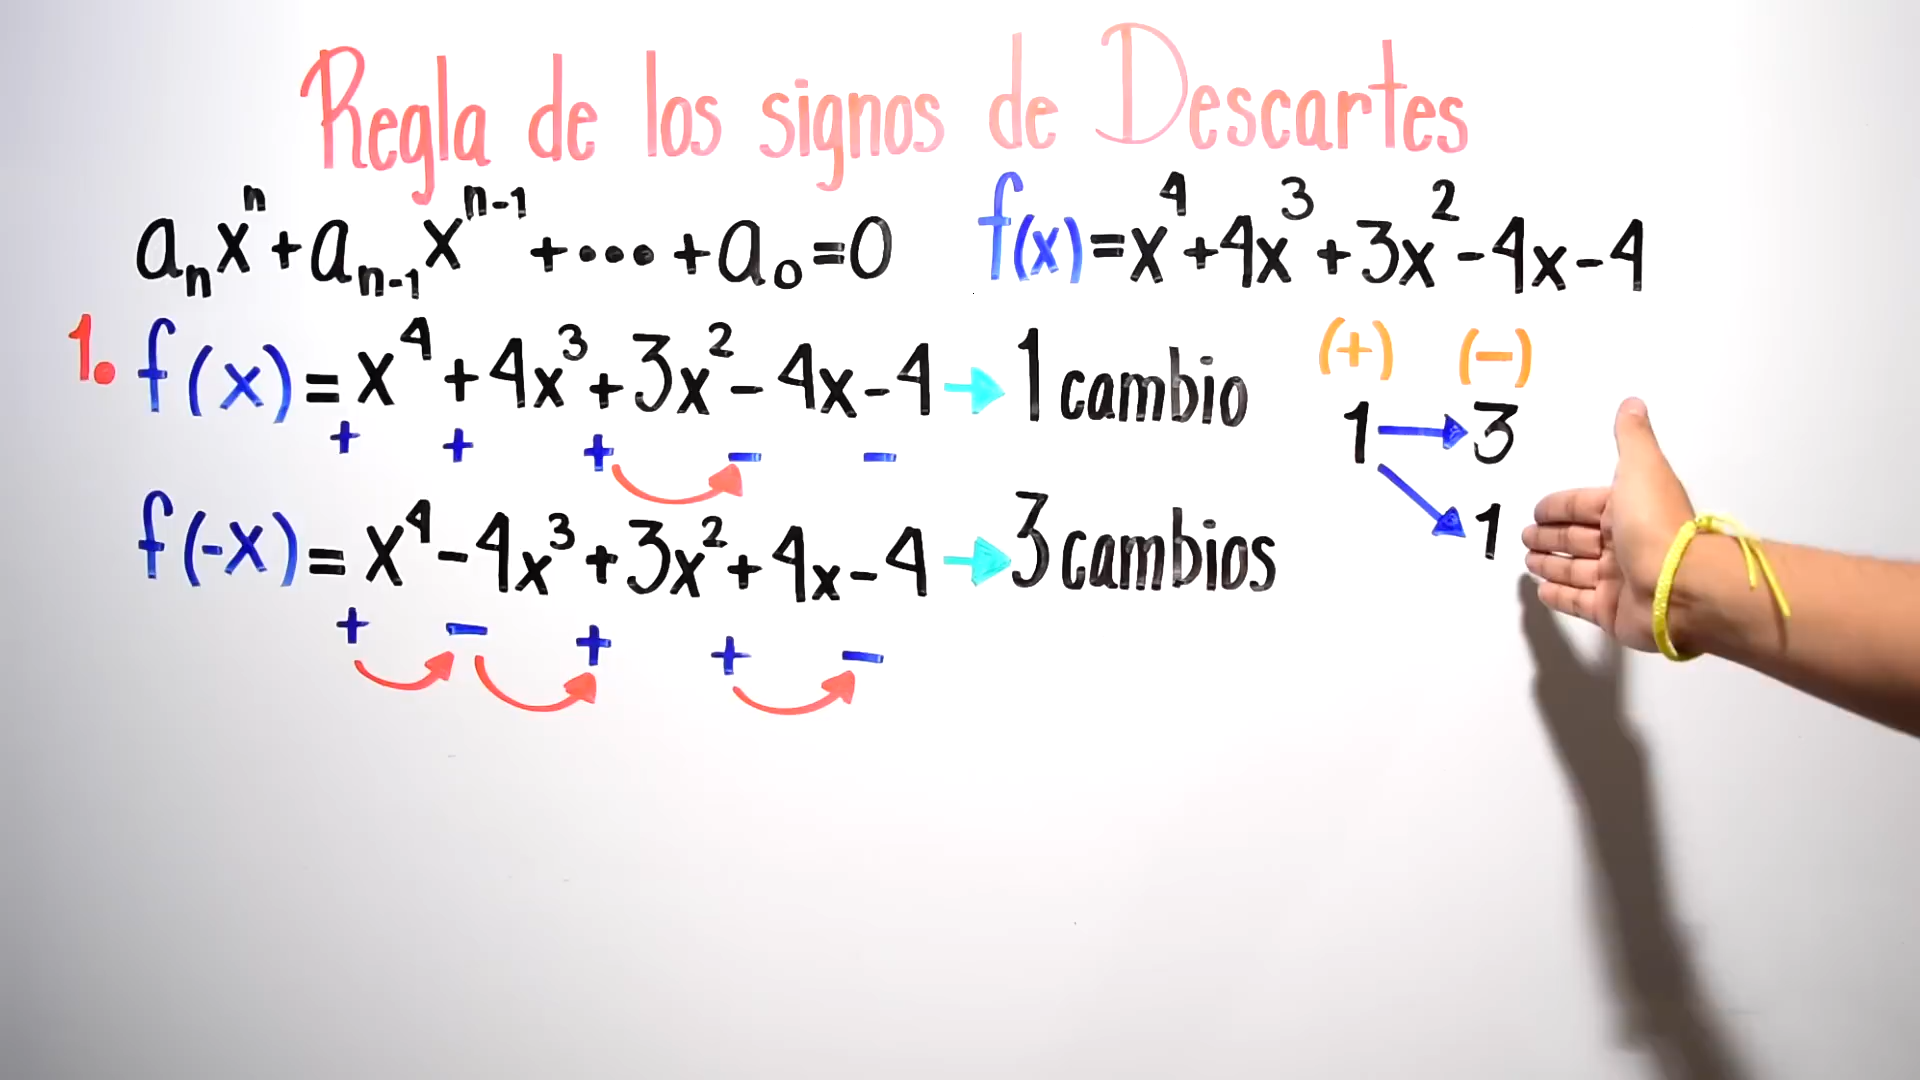 Regla de los signos de Descartes
aₙxⁿ+aₙ₋₁xⁿ⁻¹+•••+a₀=0
f(x)=x⁴+4x³+3x²-4x-4
1. f(x)=x⁴+4x³+3x²-4x-4→1 cambio
+ + + - -
f(-x)=x⁴-4x³+3x²+4x-4→3 cambios
+ - + + -
(+) (-)
1→3
1